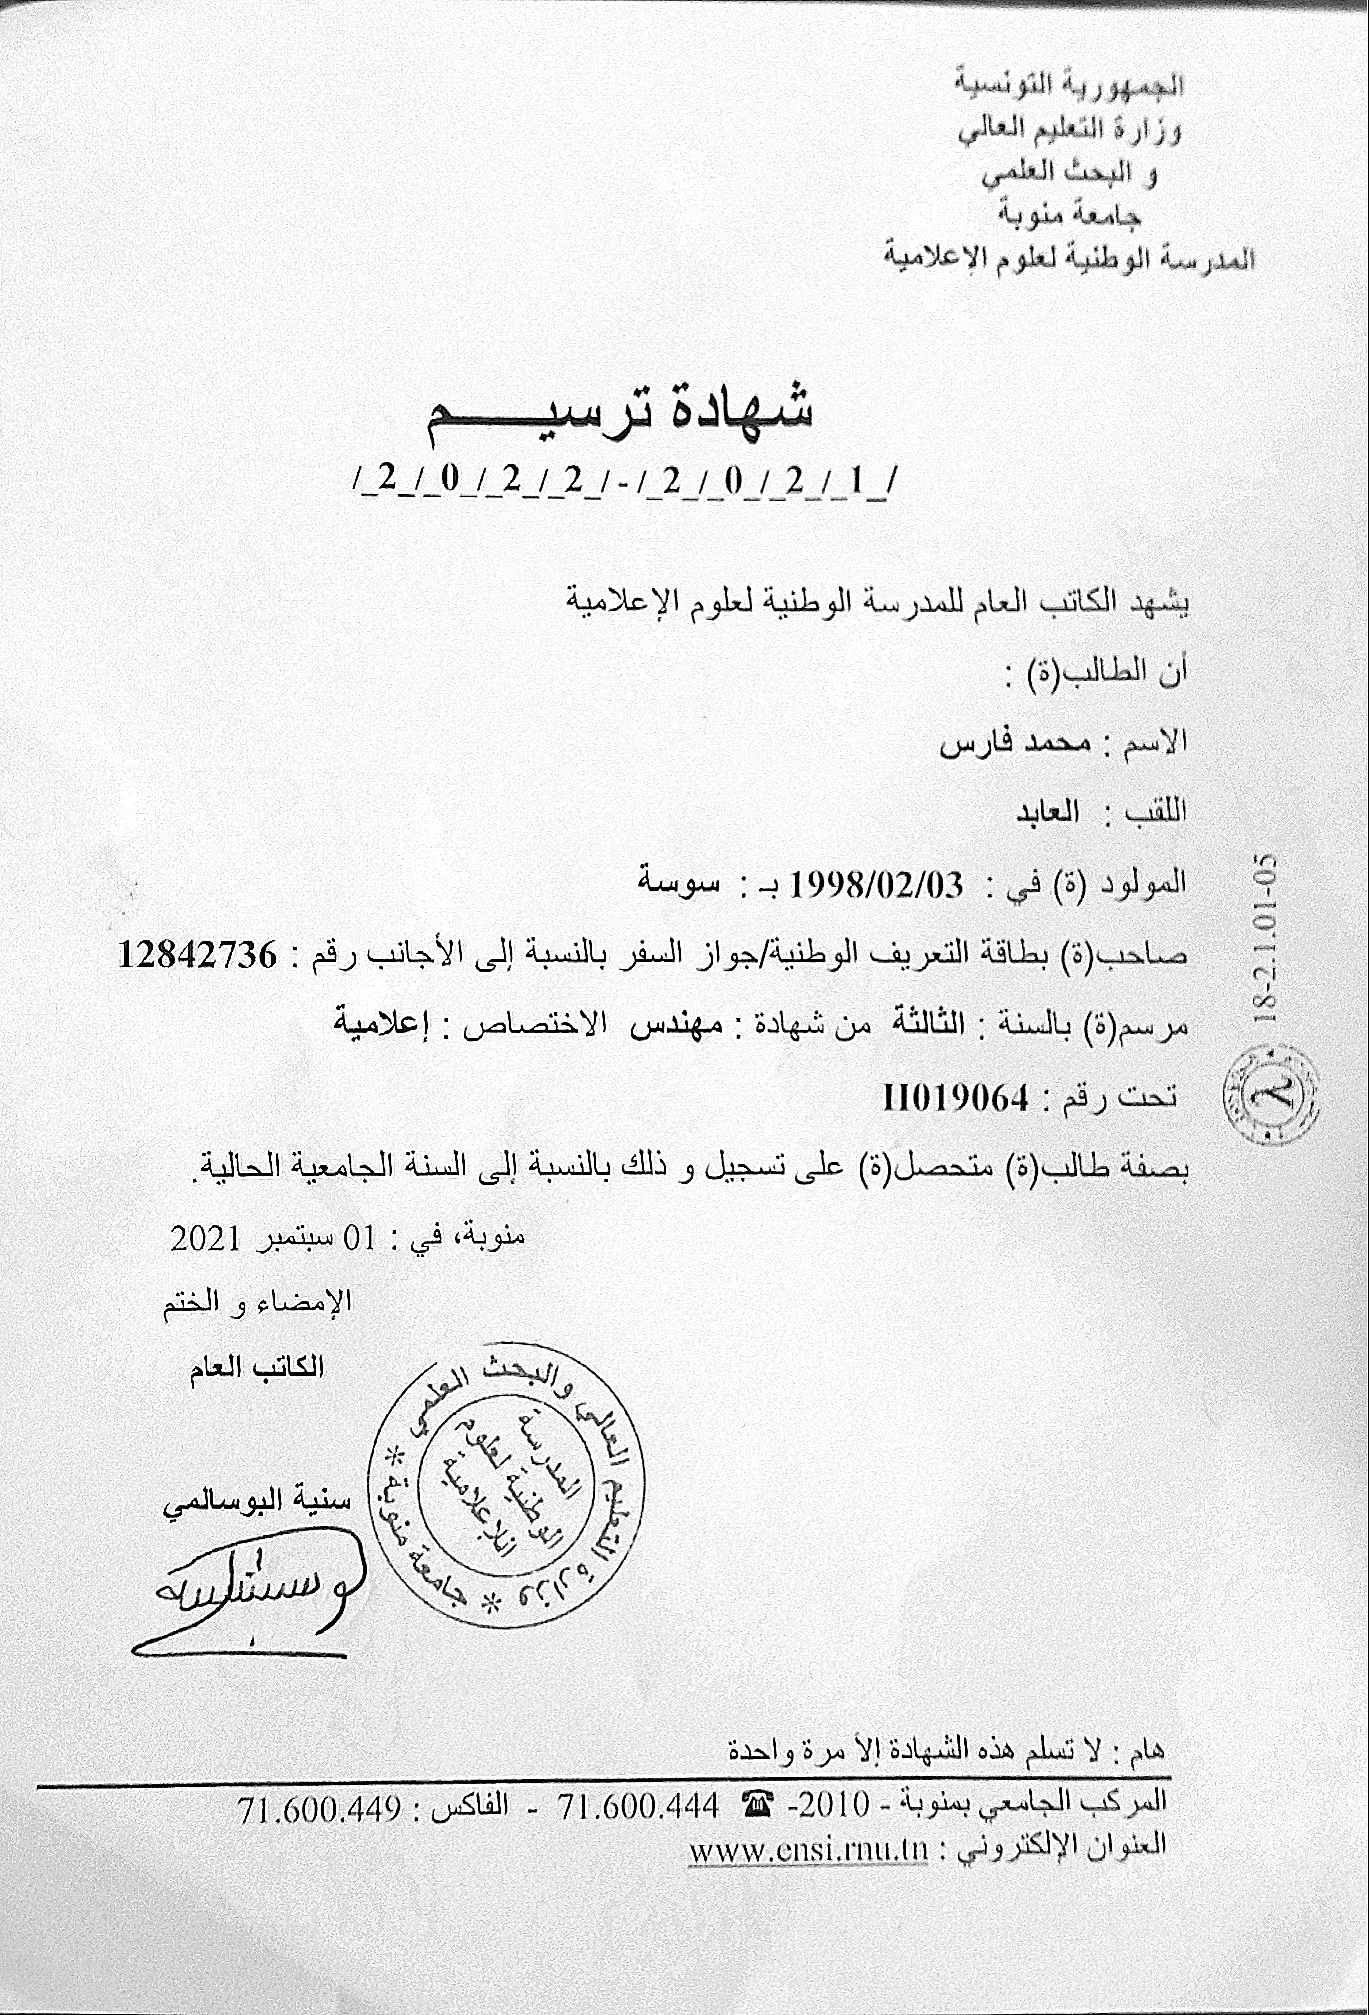 الجمهورية التونسية
وزارة التعليم العالي
و البحث العلمي
جامعة منوبة
المدرسة الوطنية لعلوم الإعلامية
شهادة ترسيـــــم
/_2_/_0_/_2_/_2_/-/_2_/_0_/_2_/_1_/
يشهد الكاتب العام للمدرسة الوطنية لعلوم الإعلامية
أن الطالب(ة) :
الاسم : محمد فارس
اللقب : العابد
المولود (ة) في : 1998/02/03 بـ : سوسة
صاحب(ة) بطاقة التعريف الوطنية/جواز السفر بالنسبة إلى الأجانب رقم : 12842736
مرسم(ة) بالسنة : الثالثة من شهادة : مهندس الاختصاص : إعلامية
تحت رقم : II019064
بصفة طالب(ة) متحصل(ة) على تسجيل و ذلك بالنسبة إلى السنة الجامعية الحالية.
18-2.11.01-05
منوبة، في : 01 سبتمبر 2021
الإمضاء و الختم
الكاتب العام
سنية البوسالمي
وزارة التعليم العالي والبحث العلمي * جامعة منوبة *
المدرسة
الوطنية لعلوم
الإعلامية
هام : لا تسلم هذه الشهادة إلا مرة واحدة
المركب الجامعي بمنوبة - 2010- ☎ 71.600.444 - الفاكس : 71.600.449
العنوان الإلكتروني : www.ensi.rnu.tn